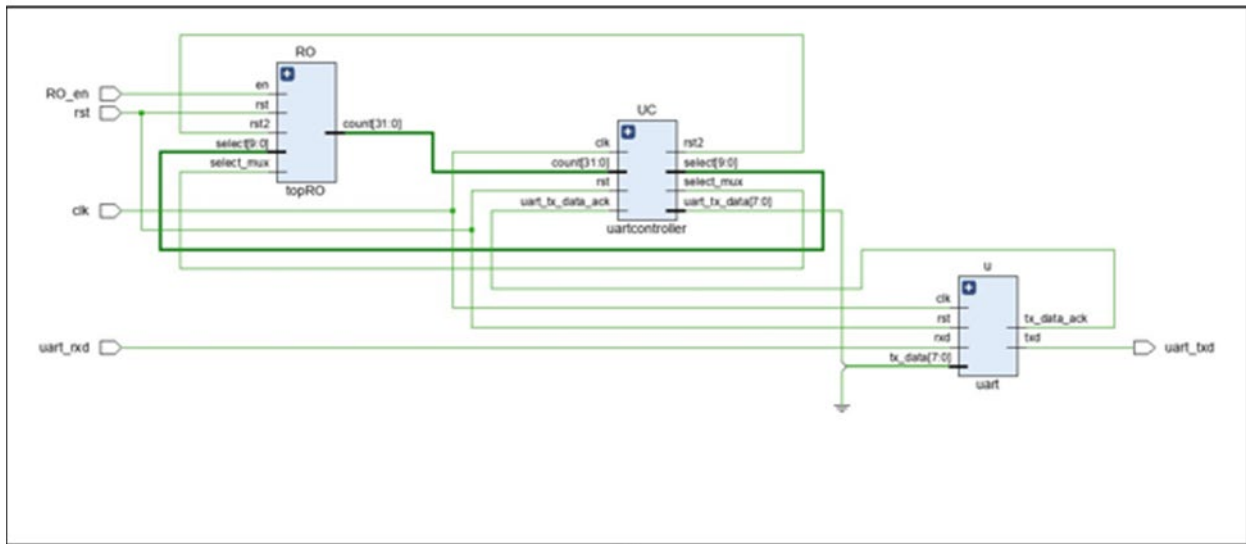 RO
RO_en
en
rst
rst
rst2
count[31:0]
select[9:0]
select_mux
topRO
UC
clk
rst2
count[31:0]
select[9:0]
rst
select_mux
uart_tx_data_ack
uart_tx_data[7:0]
uartcontroller
clk
u
clk
rst
tx_data_ack
uart_rxd
rxd
txd
uart_txd
tx_data[7:0]
uart